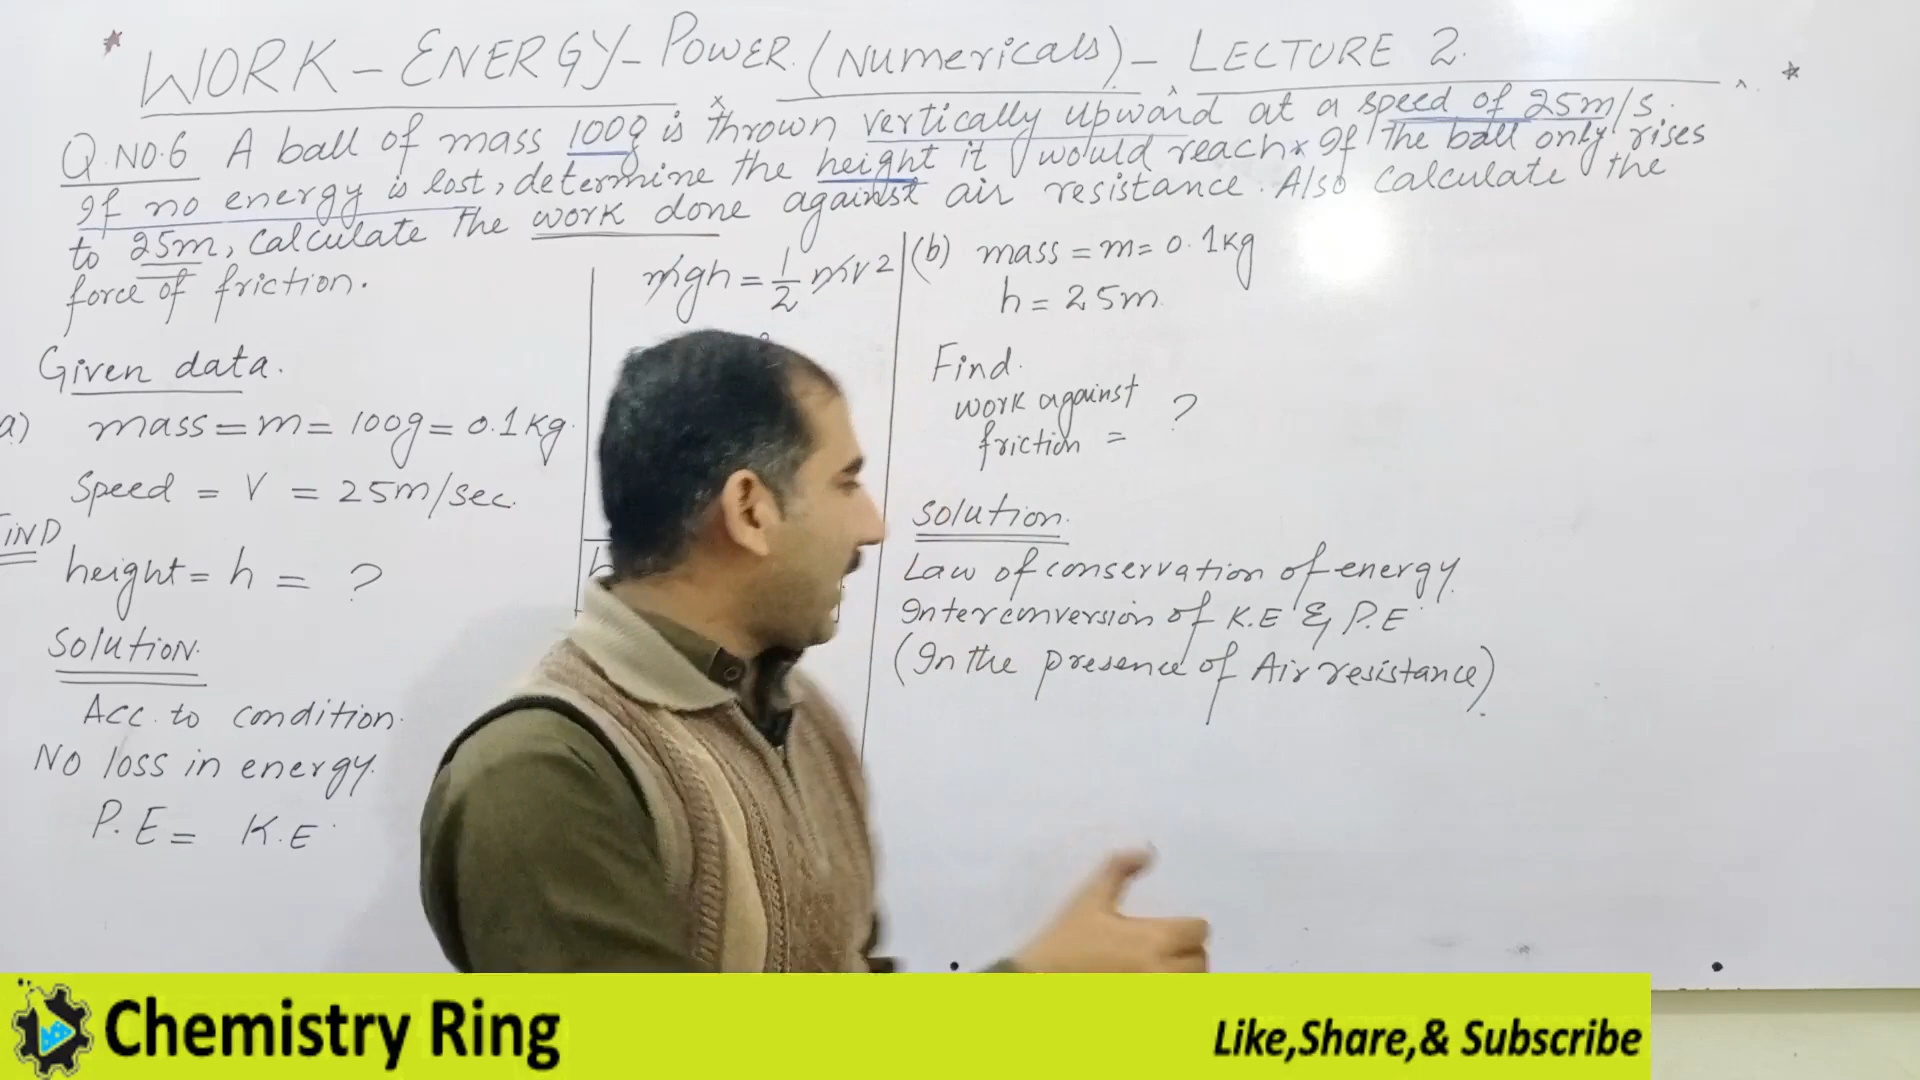 * WORK - ENERGY - POWER. (Numericals) - LECTURE 2. *
Q.NO.6 A ball of mass 100g is thrown vertically upward at a speed of 25m/s.
If no energy is lost, determine the height it would reach. If the ball only rises
to 25m, calculate the work done against air resistance. Also calculate the
force of friction.
Given data.
a) mass = m = 100g = 0.1kg.
Speed = V = 25m/sec.
FIND
height = h = ?
Solution.
Acc. to condition.
No loss in energy.
P.E = K.E
mgh = 1/2 mv2
h
(b) mass = m = 0.1kg
h = 25m.
Find.
work against
friction = ?
Solution.
Law of conservation of energy.
Interconversion of K.E & P.E
(In the presence of Air resistance).
Chemistry Ring
Like,Share,& Subscribe